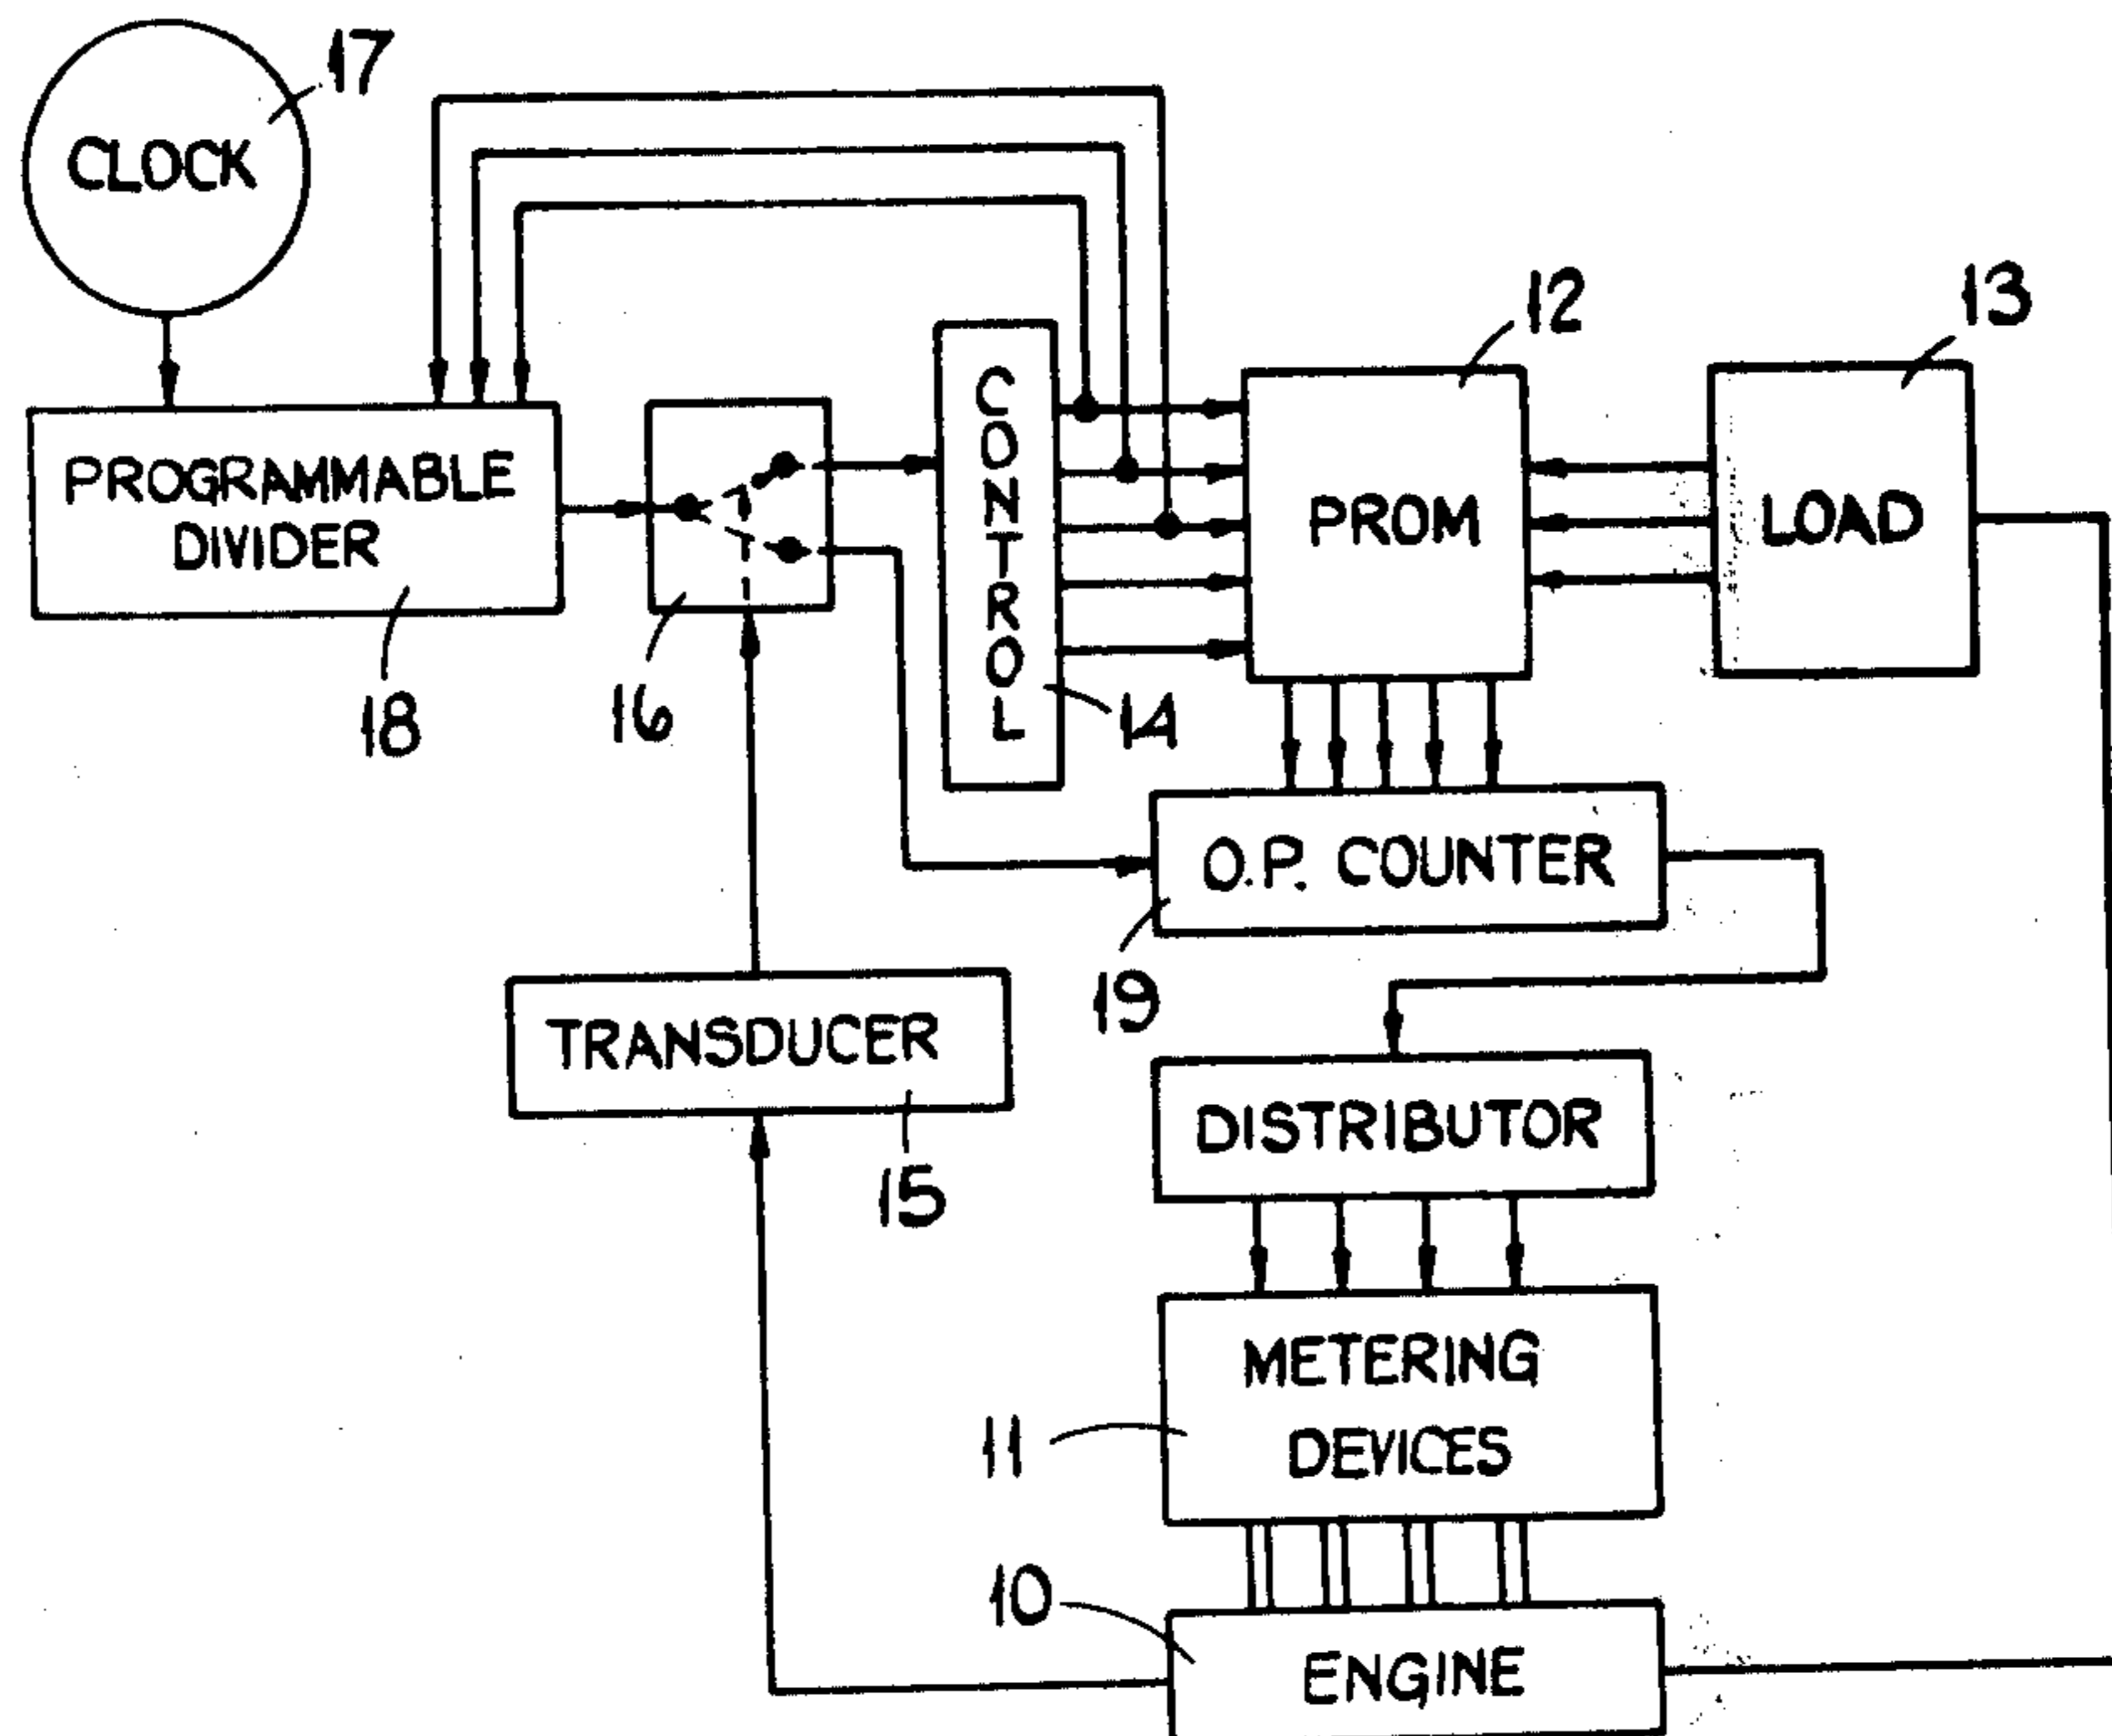 17
CLOCK
12
13
PROGRAMMABLE
DIVIDER
CONTROL
PROM
LOAD
18
16
14
O.P. COUNTER
19
TRANSDUCER
15
DISTRIBUTOR
METERING
DEVICES
11
10
ENGINE